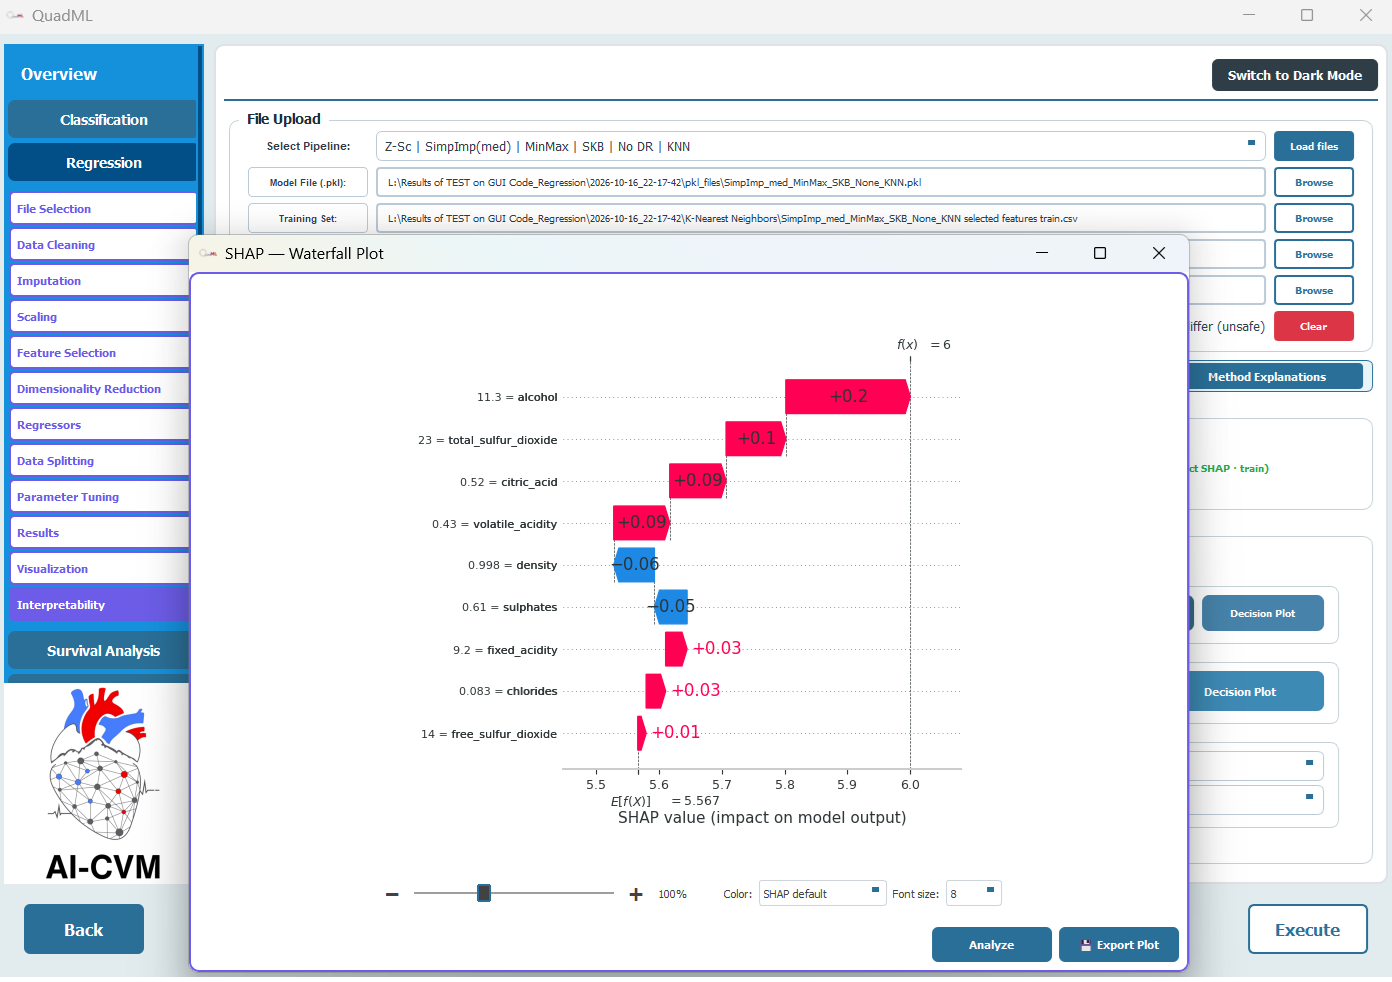 QuadML
Overview
Classification
Regression
File Selection
Data Cleaning
Imputation
Scaling
Feature Selection
Dimensionality Reduction
Regressors
Data Splitting
Parameter Tuning
Results
Visualization
Interpretability
Survival Analysis
AI-CVM
Back
Switch to Dark Mode
File Upload
Select Pipeline: Z-Sc | SimpImp(med) | MinMax | SKB | No DR | KNN Load files
Model File (.pkl): L:\Results of TEST on GUI Code_Regression\2026-10-16_22-17-42\pkl_files\SimpImp_med_MinMax_SKB_None_KNN.pkl Browse
Training Set: L:\Results of TEST on GUI Code_Regression\2026-10-16_22-17-42\K-Nearest Neighbors\SimpImp_med_MinMax_SKB_None_KNN selected features train.csv Browse
Browse
Browse
iffer (unsafe) Clear
Method Explanations
ct SHAP · train)
Decision Plot
Decision Plot
Execute
SHAP — Waterfall Plot
f(x) = 6
11.3 = alcohol +0.2
23 = total_sulfur_dioxide +0.1
0.52 = citric_acid +0.09
0.43 = volatile_acidity +0.09
0.998 = density −0.06
0.61 = sulphates −0.05
9.2 = fixed_acidity +0.03
0.083 = chlorides +0.03
14 = free_sulfur_dioxide +0.01
5.5 5.6 5.7 5.8 5.9 6.0
E[f(X)] = 5.567
SHAP value (impact on model output)
− + 100% Color: SHAP default Font size: 8
Analyze Export Plot